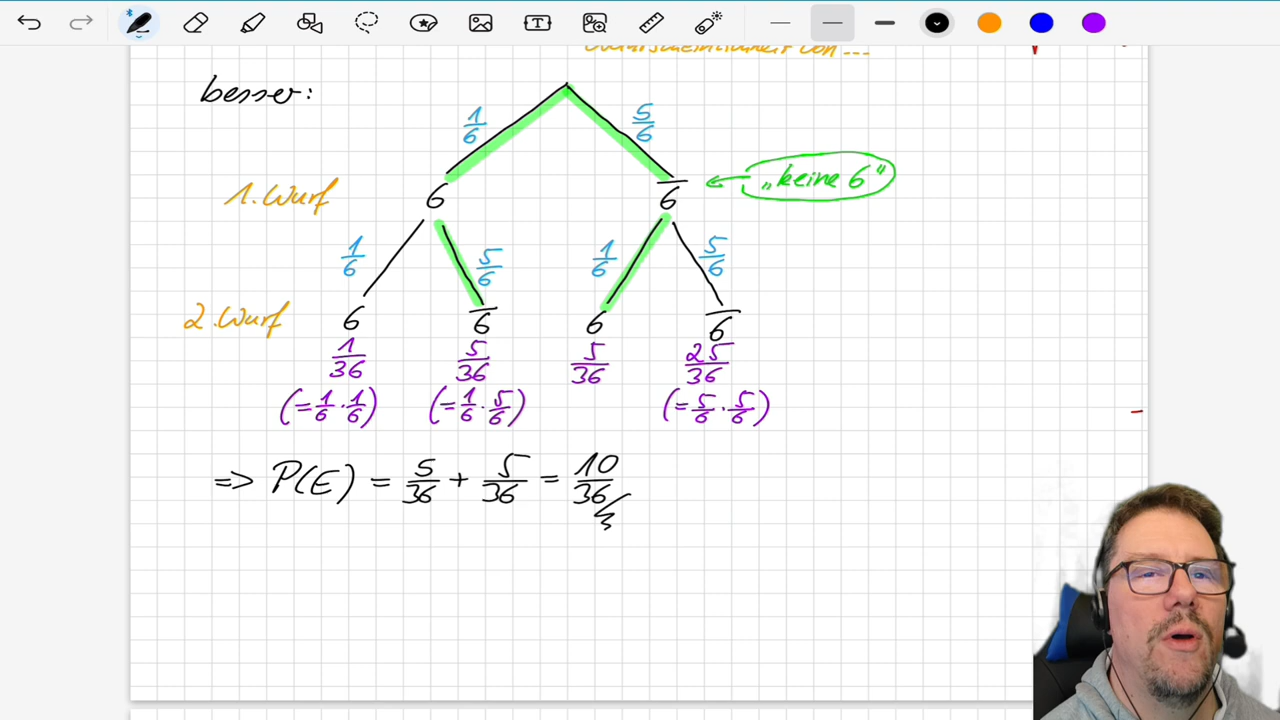 Wahrscheinlichkeit von...
besser:
1/6 5/6
1. Wurf 6 6̅ ← „keine 6"
1/6 5/6 1/6 5/6
2. Wurf 6 6̅ 6 6̅
1/36 5/36 5/36 25/36
(=1/6·1/6) (=1/6·5/6) (=5/6·5/6)
=> P(E) = 5/36 + 5/36 = 10/36